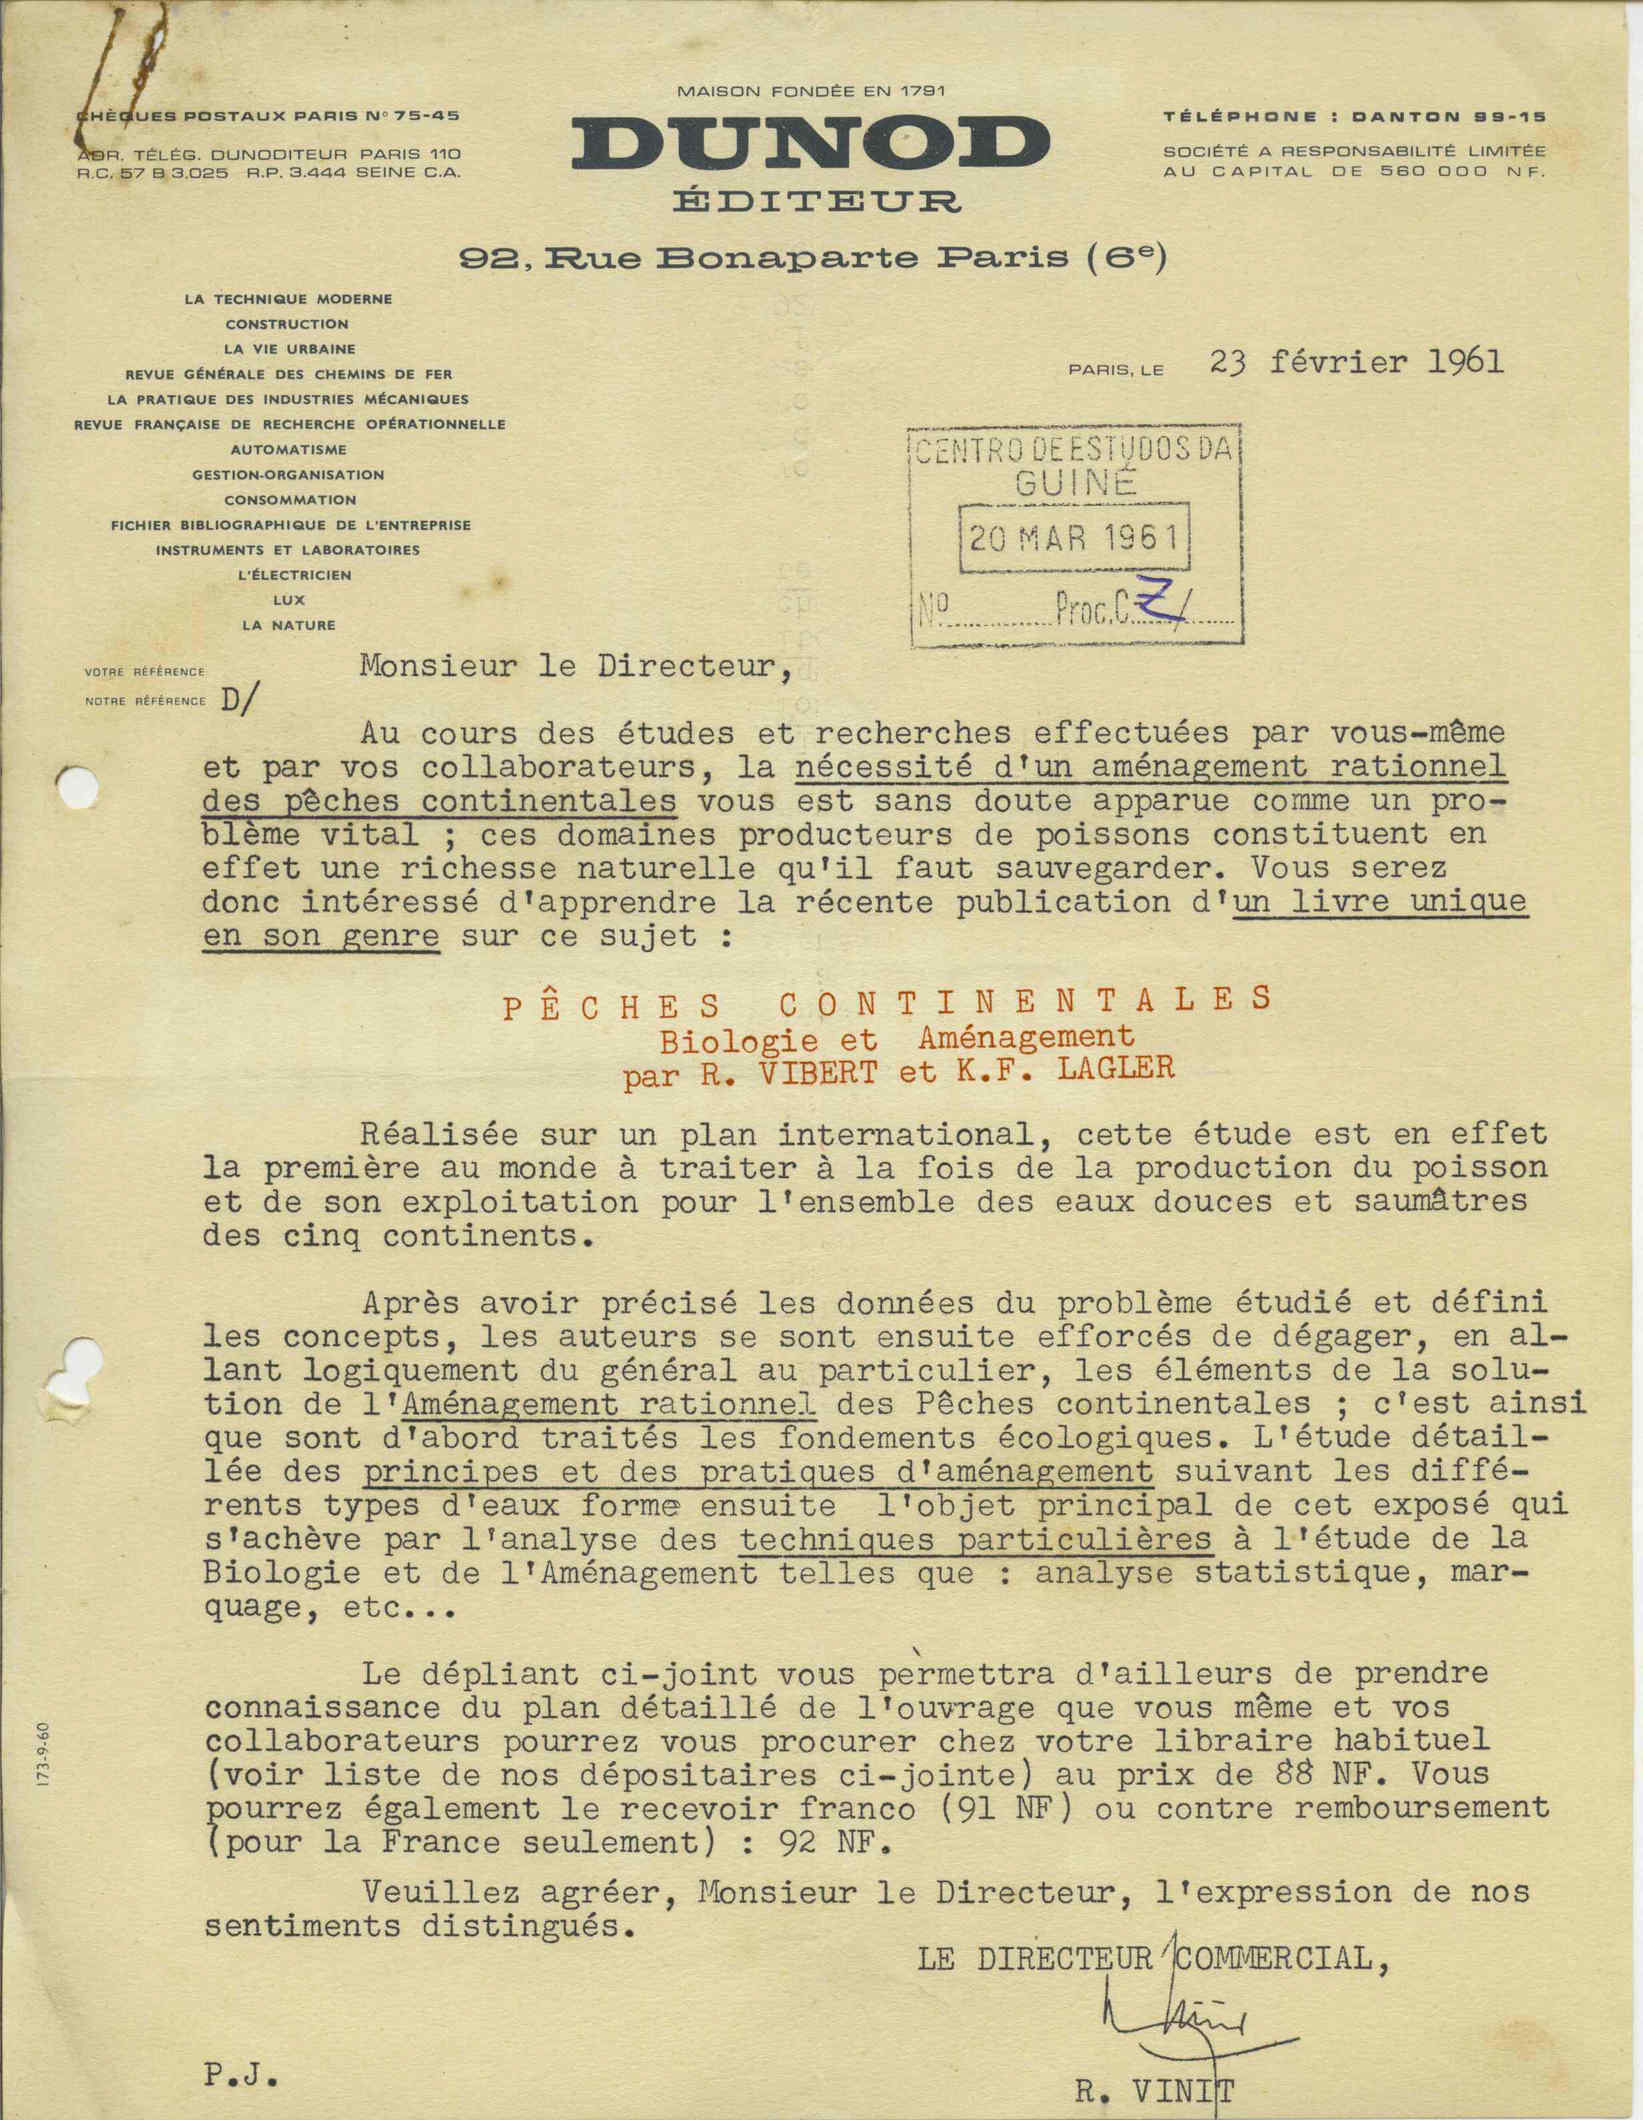 MAISON FONDÉE EN 1791
CHÈQUES POSTAUX PARIS N° 75-45
ADR. TÉLÉG. DUNODITEUR PARIS 110
R.C. 57 B 3.025 R.P. 3.444 SEINE C.A.
DUNOD
ÉDITEUR
92, Rue Bonaparte Paris (6e)
TÉLÉPHONE : DANTON 99-15
SOCIÉTÉ A RESPONSABILITÉ LIMITÉE
AU CAPITAL DE 560 000 NF.
LA TECHNIQUE MODERNE
CONSTRUCTION
LA VIE URBAINE
REVUE GÉNÉRALE DES CHEMINS DE FER
LA PRATIQUE DES INDUSTRIES MÉCANIQUES
REVUE FRANÇAISE DE RECHERCHE OPÉRATIONNELLE
AUTOMATISME
GESTION-ORGANISATION
CONSOMMATION
FICHIER BIBLIOGRAPHIQUE DE L'ENTREPRISE
INSTRUMENTS ET LABORATOIRES
L'ÉLECTRICIEN
LUX
LA NATURE
PARIS, LE 23 février 1961
CENTRO DE ESTUDOS DA
GUINÉ
20 MAR 1961
Nº............Proc.C. Z/
VOTRE RÉFÉRENCE
NOTRE RÉFÉRENCE D/
Monsieur le Directeur,
Au cours des études et recherches effectuées par vous-même
et par vos collaborateurs, la nécessité d'un aménagement rationnel
des pêches continentales vous est sans doute apparue comme un pro-
blème vital ; ces domaines producteurs de poissons constituent en
effet une richesse naturelle qu'il faut sauvegarder. Vous serez
donc intéressé d'apprendre la récente publication d'un livre unique
en son genre sur ce sujet :
PÊCHES CONTINENTALES
Biologie et Aménagement
par R. VIBERT et K.F. LAGLER
Réalisée sur un plan international, cette étude est en effet
la première au monde à traiter à la fois de la production du poisson
et de son exploitation pour l'ensemble des eaux douces et saumâtres
des cinq continents.
Après avoir précisé les données du problème étudié et défini
les concepts, les auteurs se sont ensuite efforcés de dégager, en al-
lant logiquement du général au particulier, les éléments de la solu-
tion de l'Aménagement rationnel des Pêches continentales ; c'est ainsi
que sont d'abord traités les fondements écologiques. L'étude détail-
lée des principes et des pratiques d'aménagement suivant les diffé-
rents types d'eaux forme ensuite l'objet principal de cet exposé qui
s'achève par l'analyse des techniques particulières à l'étude de la
Biologie et de l'Aménagement telles que : analyse statistique, mar-
quage, etc...
Le dépliant ci-joint vous permettra d'ailleurs de prendre
connaissance du plan détaillé de l'ouvrage que vous même et vos
collaborateurs pourrez vous procurer chez votre libraire habituel
(voir liste de nos dépositaires ci-jointe) au prix de 88 NF. Vous
pourrez également le recevoir franco (91 NF) ou contre remboursement
(pour la France seulement) : 92 NF.
Veuillez agréer, Monsieur le Directeur, l'expression de nos
sentiments distingués.
LE DIRECTEUR COMMERCIAL,
R. VINIT
P.J.
173-9-60